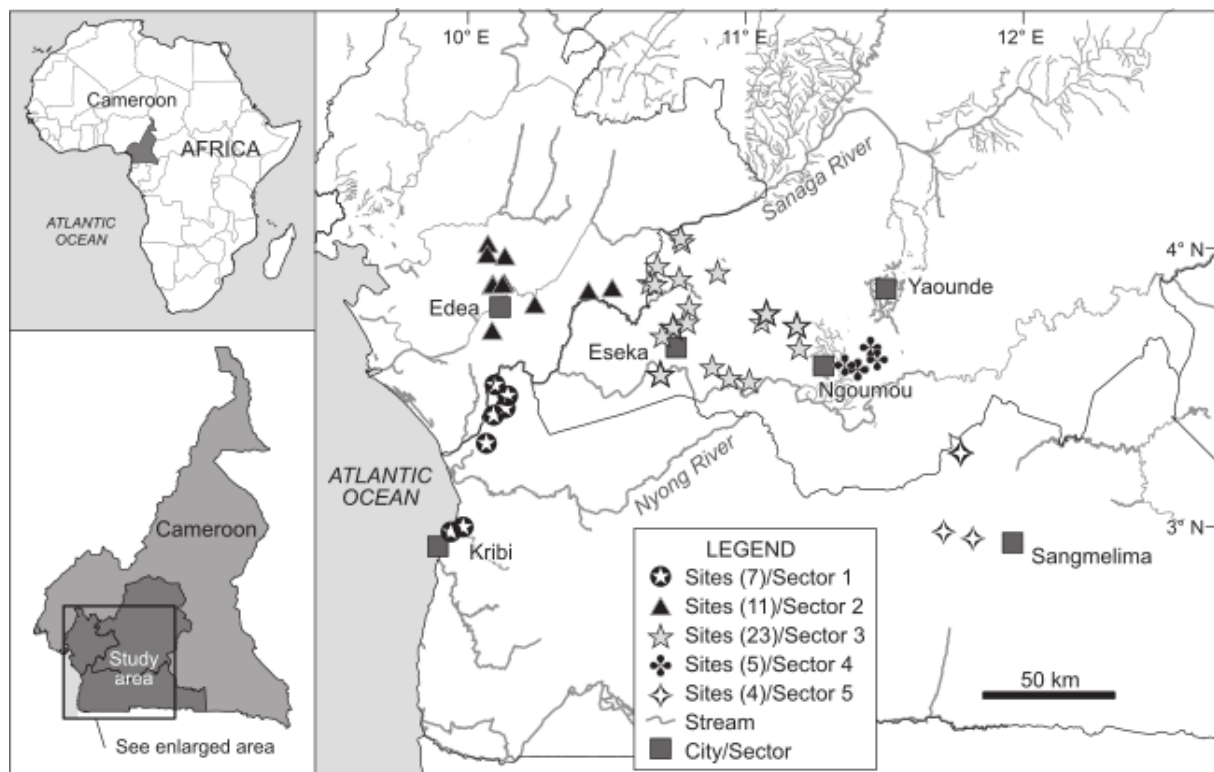 Cameroon
AFRICA
ATLANTIC
OCEAN
Cameroon
Study
area
See enlarged area
10° E
11° E
12° E
Sanaga River
4° N
Edea
Yaounde
Eseka
Ngoumou
ATLANTIC
OCEAN
Nyong River
3° N
Kribi
Sangmelima
LEGEND
Sites (7)/Sector 1
Sites (11)/Sector 2
Sites (23)/Sector 3
Sites (5)/Sector 4
Sites (4)/Sector 5
Stream
City/Sector
50 km